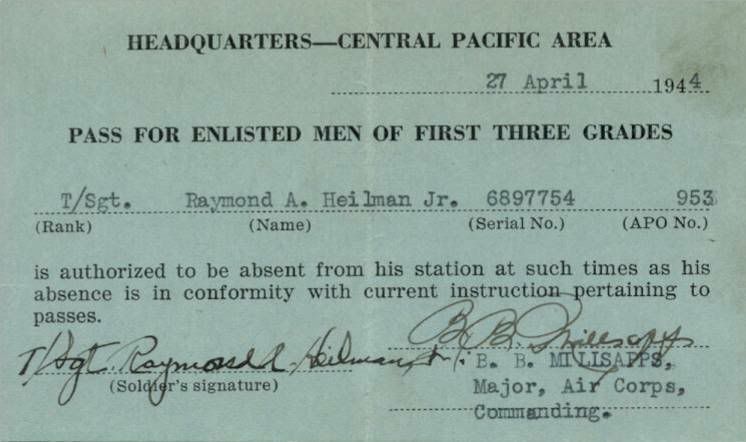 HEADQUARTERS—CENTRAL PACIFIC AREA
27 April 1944
PASS FOR ENLISTED MEN OF FIRST THREE GRADES
T/Sgt. Raymond A. Heilman Jr. 6897754 953
(Rank) (Name) (Serial No.) (APO No.)
is authorized to be absent from his station at such times as his
absence is in conformity with current instruction pertaining to
passes.
B. B. Millsapps
T/Sgt. Raymond A. Heilman, Jr. B. B. MILLSAPPS,
(Soldier's signature) Major, Air Corps,
Commanding.